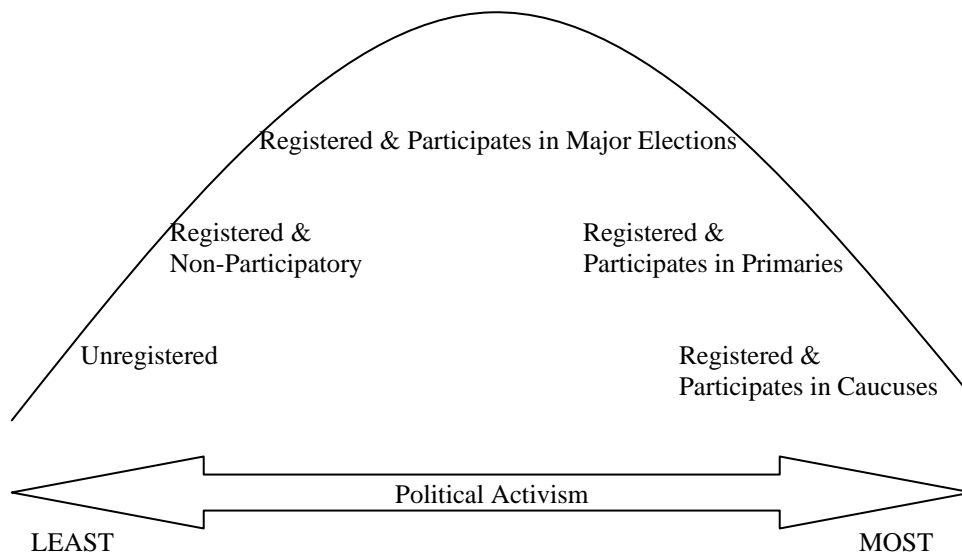 Registered & Participates in Major Elections
Registered &
Non-Participatory
Registered &
Participates in Primaries
Unregistered
Registered &
Participates in Caucuses
Political Activism
LEAST
MOST